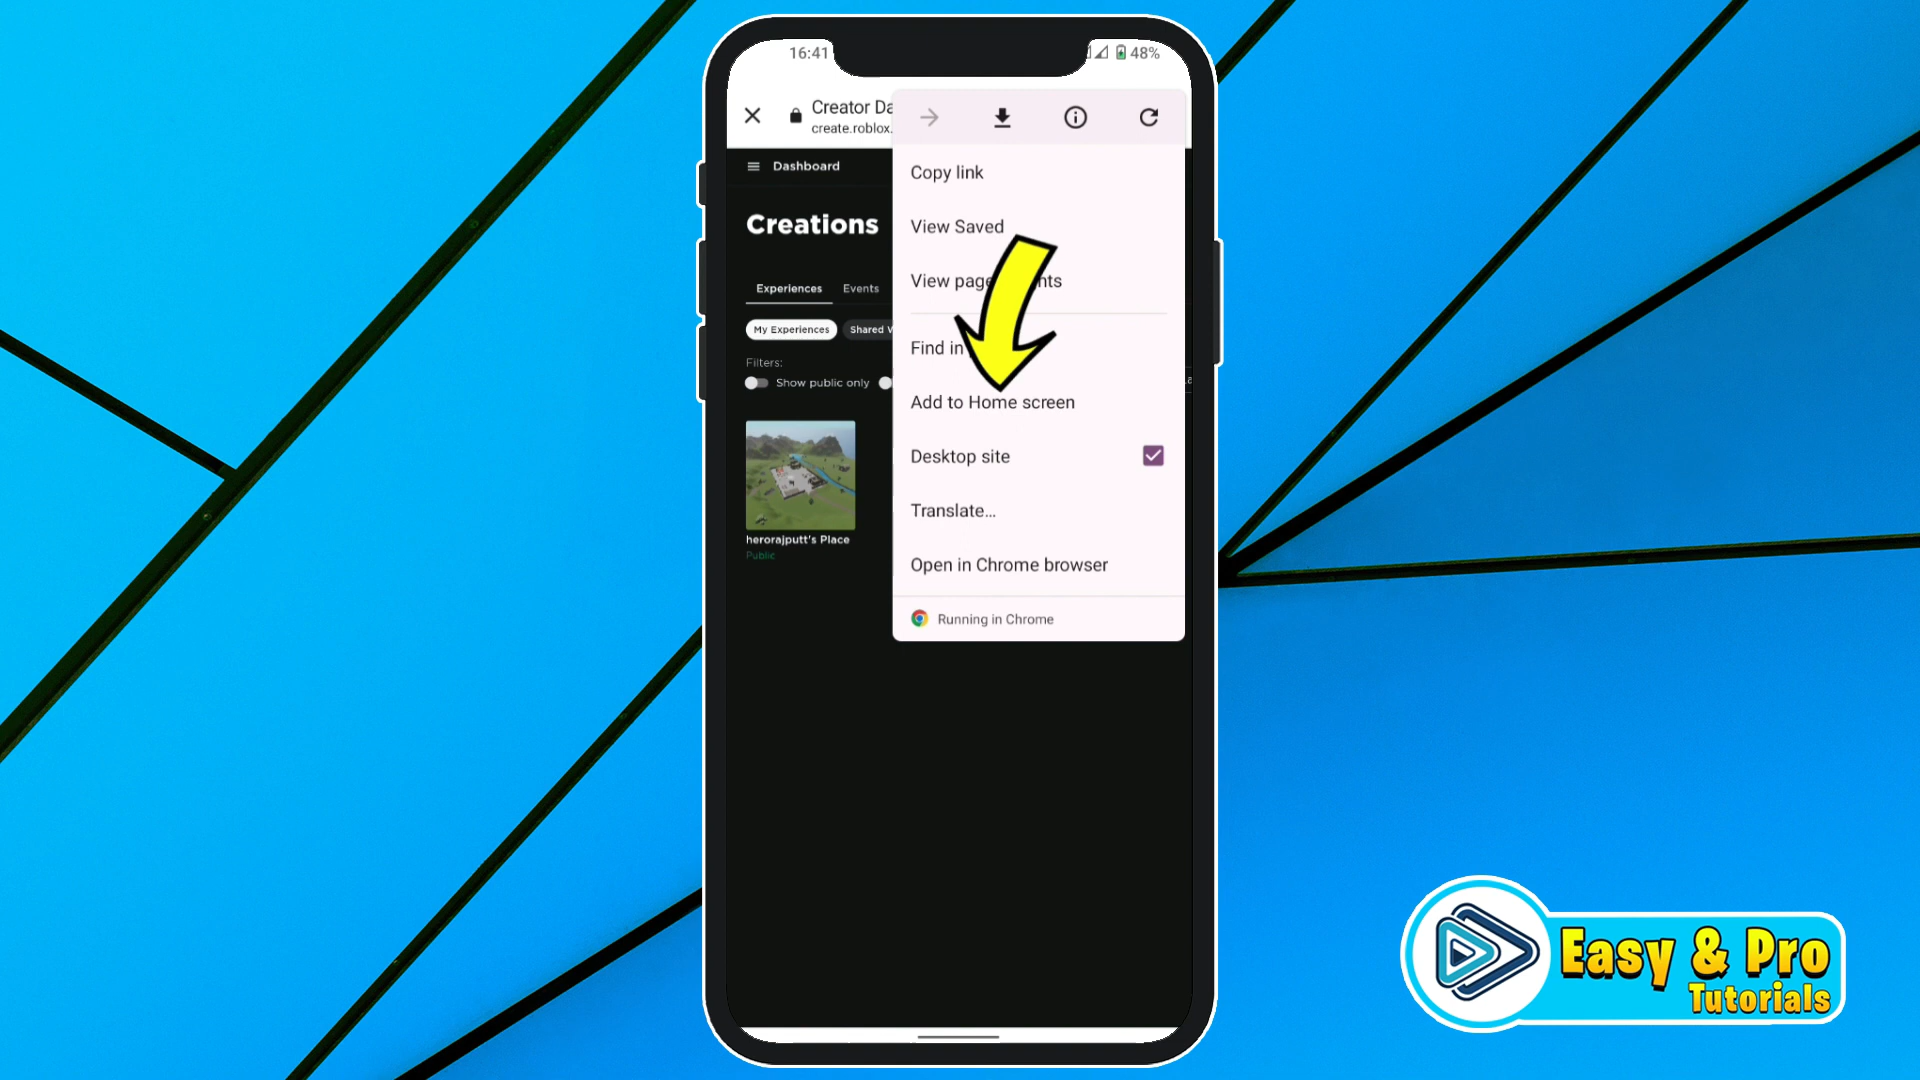 16:41
48%
Creator Da
create.roblox.
Dashboard
Creations
Experiences
Events
My Experiences
Shared
Filters:
Show public only
herorajputt's Place
Public
Copy link
View Saved
View page
Find in
Add to Home screen
Desktop site
Translate...
Open in Chrome browser
Running in Chrome
Easy & Pro
Tutorials